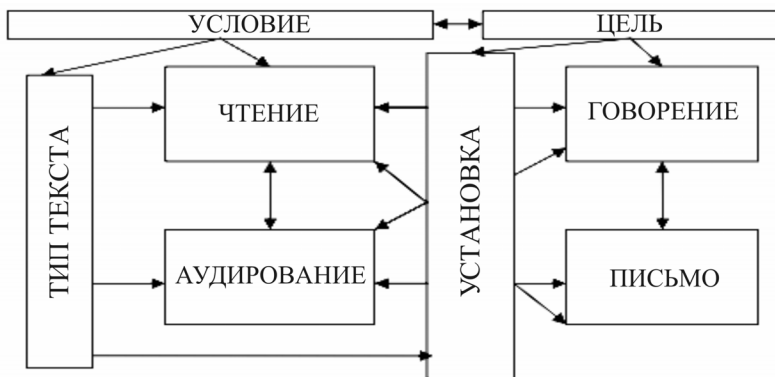 УСЛОВИЕ
ЦЕЛЬ
ТИП ТЕКСТА
ЧТЕНИЕ
УСТАНОВКА
ГОВОРЕНИЕ
АУДИРОВАНИЕ
ПИСЬМО